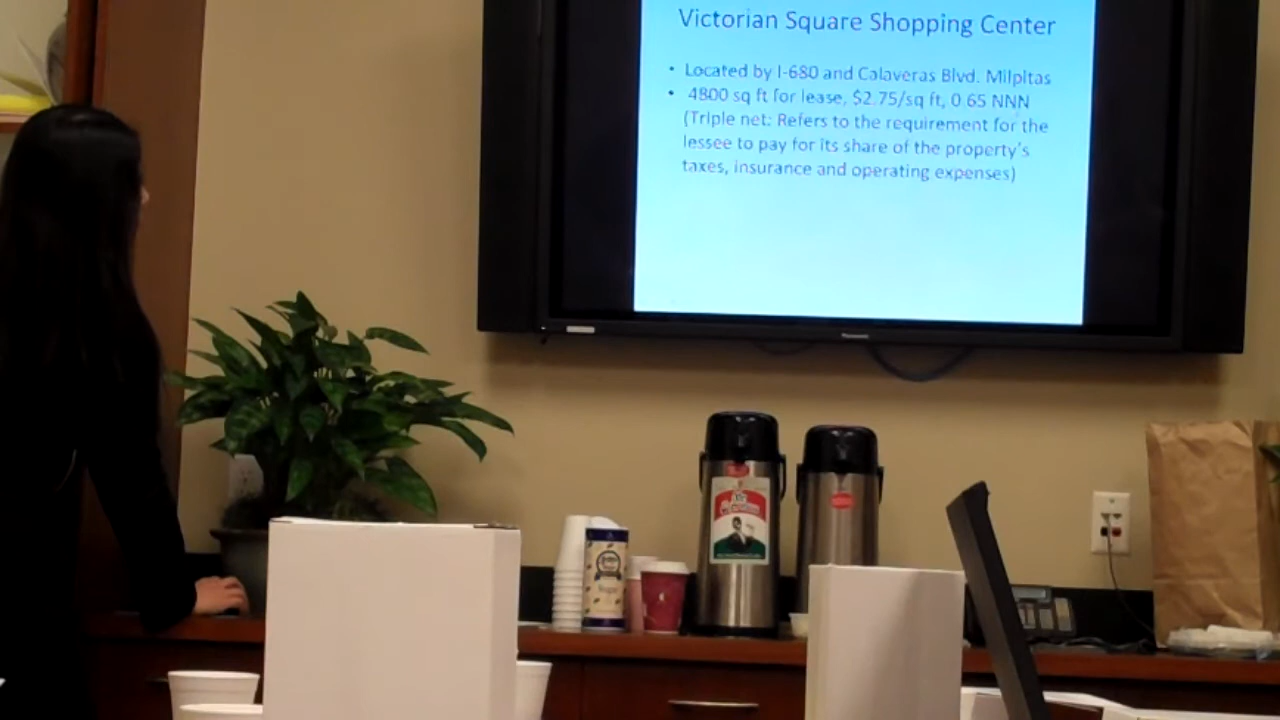 Victorian Square Shopping Center
• Located by I-680 and Calaveras Blvd. Milpitas
• 4800 sq ft for lease, $2.75/sq ft, 0.65 NNN
(Triple net: Refers to the requirement for the
lessee to pay for its share of the property's
taxes, insurance and operating expenses)
Panasonic